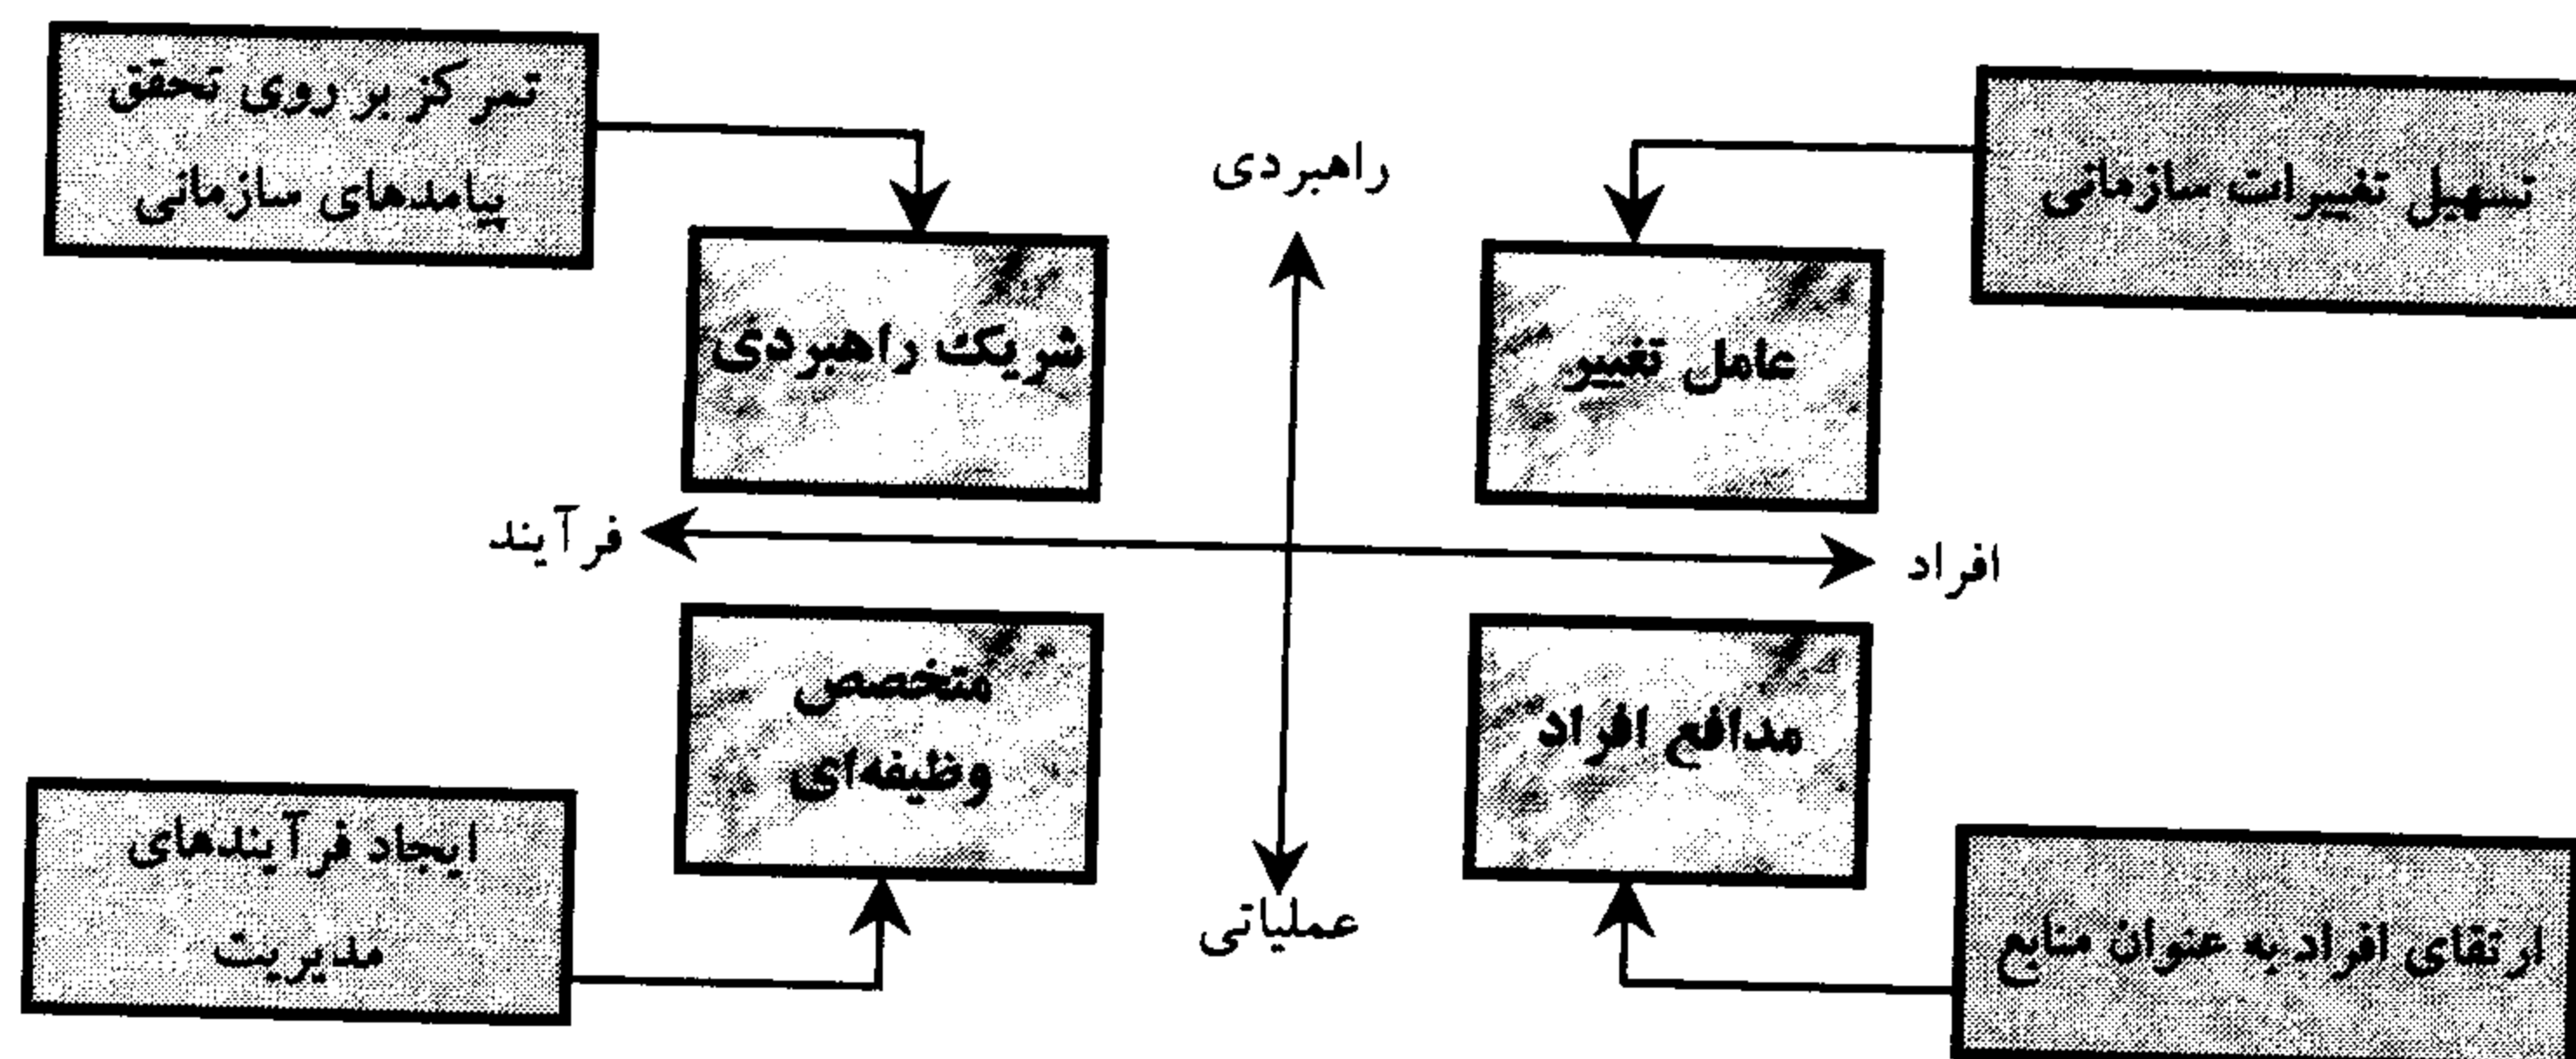 تمرکز بر روی تحقق
پیامدهای سازمانی
راهبردی
تسهیل تغییرات سازمانی
شریک راهبردی
عامل تغییر
فرآیند
افراد
متخصص
وظیفه‌ای
مدافع افراد
ایجاد فرآیندهای
مدیریت
عملیاتی
ارتقای افراد به عنوان منابع